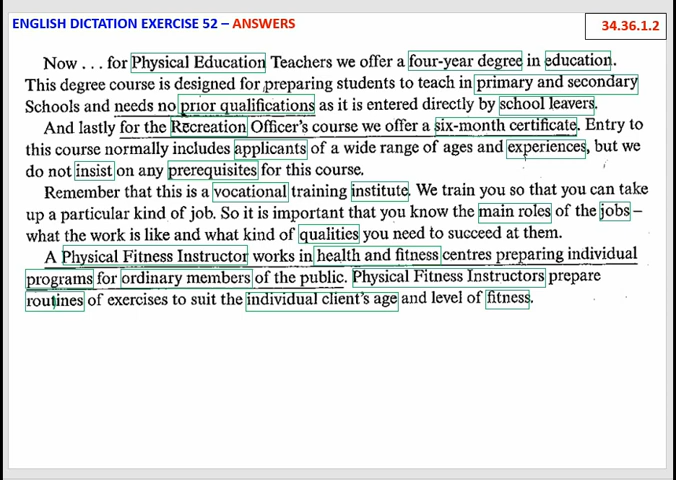 ENGLISH DICTATION EXERCISE 52 – ANSWERS
34.36.1.2
Now . . . for Physical Education Teachers we offer a four-year degree in education.
This degree course is designed for preparing students to teach in primary and secondary
Schools and needs no prior qualifications as it is entered directly by school leavers.
And lastly for the Recreation Officer's course we offer a six-month certificate. Entry to
this course normally includes applicants of a wide range of ages and experiences, but we
do not insist on any prerequisites for this course.
Remember that this is a vocational training institute. We train you so that you can take
up a particular kind of job. So it is important that you know the main roles of the jobs –
what the work is like and what kind of qualities you need to succeed at them.
A Physical Fitness Instructor works in health and fitness centres preparing individual
programs for ordinary members of the public. Physical Fitness Instructors prepare
routines of exercises to suit the individual client's age and level of fitness.